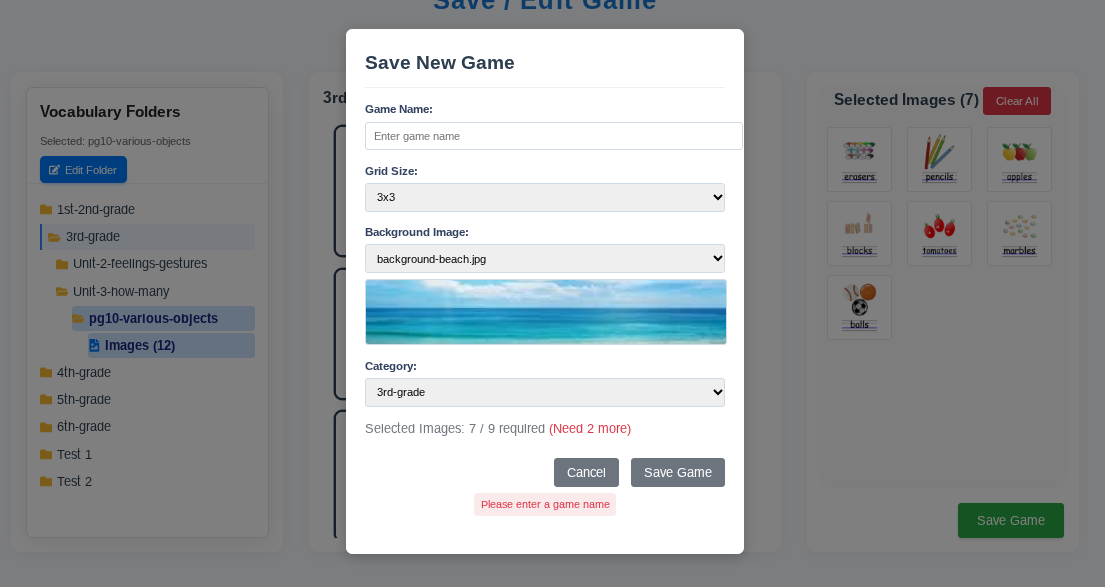 Save / Edit Game
Vocabulary Folders
Selected: pg10-various-objects
Edit Folder
1st-2nd-grade
3rd-grade
Unit-2-feelings-gestures
Unit-3-how-many
pg10-various-objects
Images (12)
4th-grade
5th-grade
6th-grade
Test 1
Test 2
3rd
Save New Game
Game Name:
Enter game name
Grid Size:
3x3
Background Image:
background-beach.jpg
Category:
3rd-grade
Selected Images: 7 / 9 required (Need 2 more)
Cancel
Save Game
Please enter a game name
Selected Images (7)
Clear All
erasers
pencils
apples
blocks
tomatoes
marbles
balls
Save Game